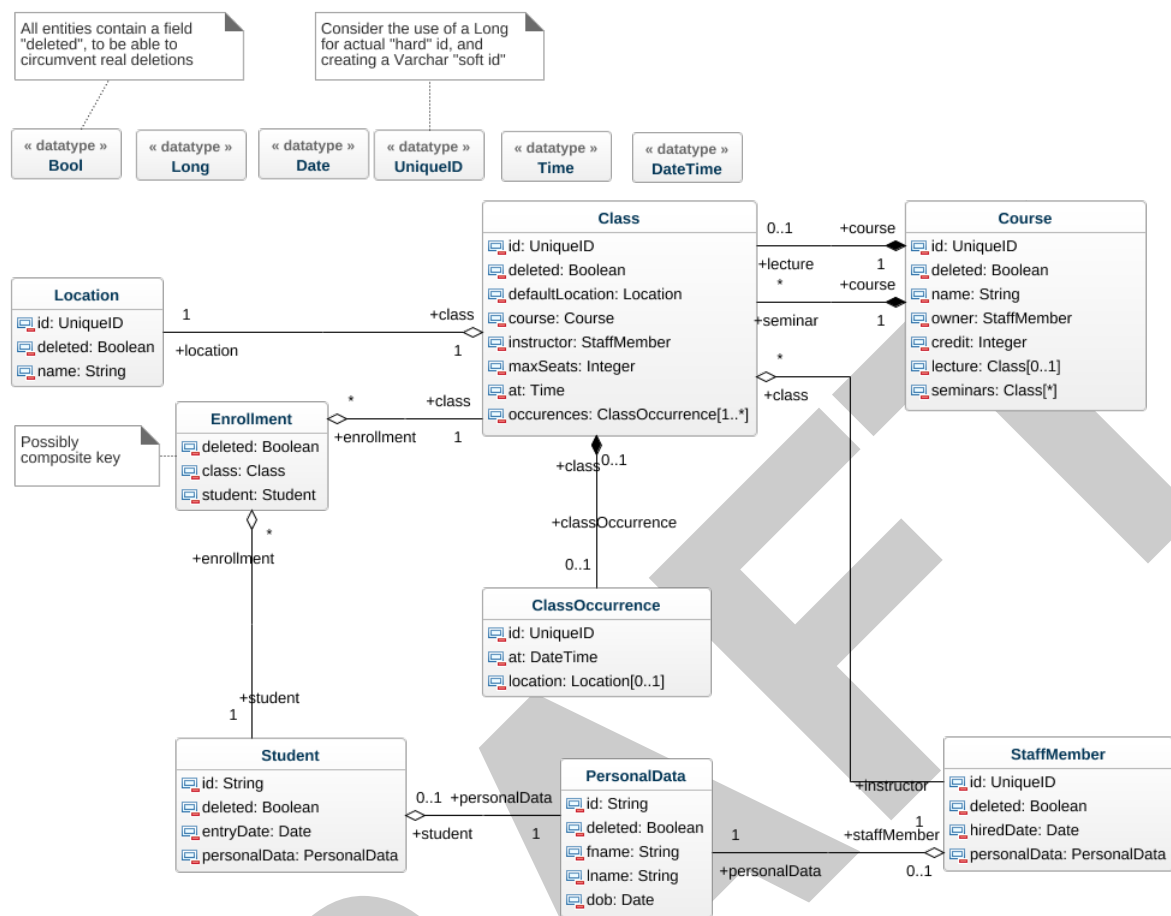 All entities contain a field
"deleted", to be able to
circumvent real deletions
Consider the use of a Long
for actual "hard" id, and
creating a Varchar "soft id"
« datatype »
Bool
« datatype »
Long
« datatype »
Date
« datatype »
UniqueID
« datatype »
Time
« datatype »
DateTime
Class
id: UniqueID
deleted: Boolean
defaultLocation: Location
course: Course
instructor: StaffMember
maxSeats: Integer
at: Time
occurences: ClassOccurrence[1..*]
0..1
+course
+lecture
1
*
+course
+seminar
1
*
+class
Course
id: UniqueID
deleted: Boolean
name: String
owner: StaffMember
credit: Integer
lecture: Class[0..1]
seminars: Class[*]
Location
id: UniqueID
deleted: Boolean
name: String
1
+class
+location
1
Enrollment
deleted: Boolean
class: Class
student: Student
*
+class
+enrollment
1
Possibly
composite key
+class
0..1
+classOccurrence
0..1
*
+enrollment
+student
1
ClassOccurrence
id: UniqueID
at: DateTime
location: Location[0..1]
Student
id: String
deleted: Boolean
entryDate: Date
personalData: PersonalData
0..1
+personalData
+student
1
PersonalData
id: String
deleted: Boolean
fname: String
lname: String
dob: Date
+instructor
1
1
+staffMember
+personalData
0..1
StaffMember
id: UniqueID
deleted: Boolean
hiredDate: Date
personalData: PersonalData